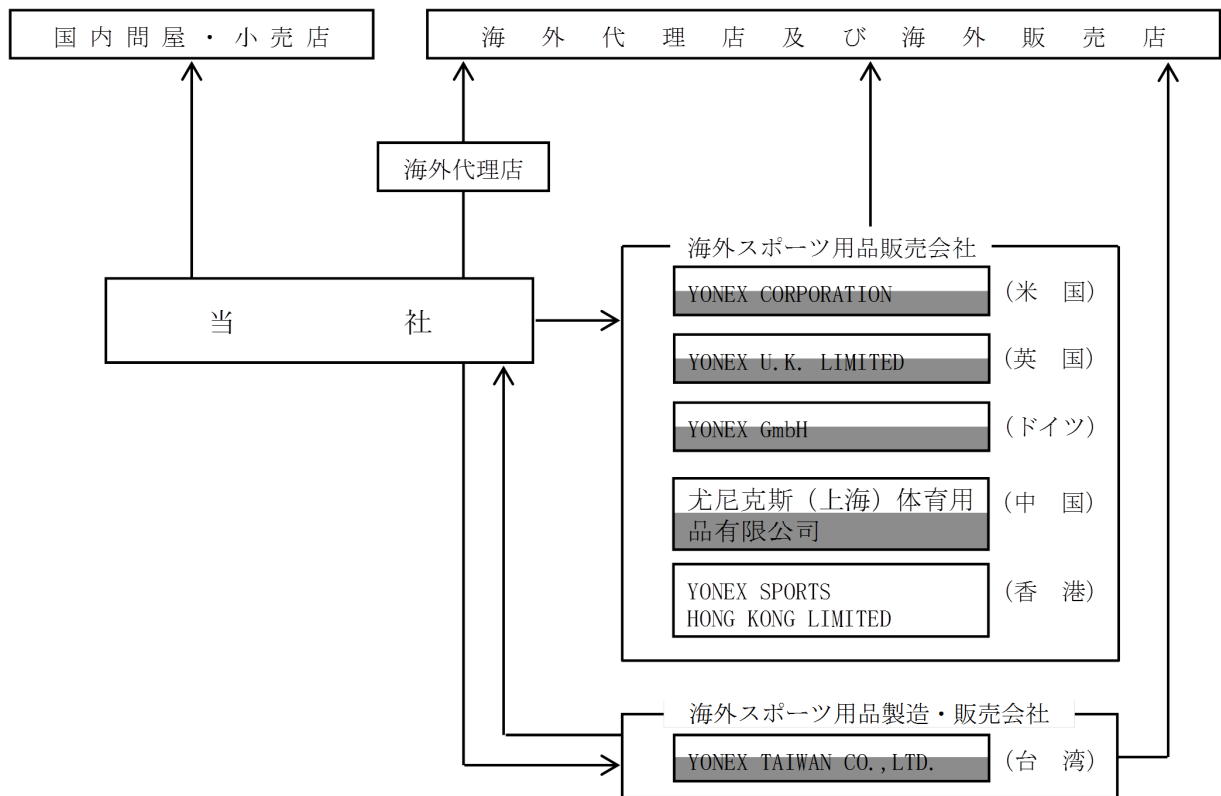 国内問屋・小売店
海外代理店及び海外販売店
海外代理店
当社
海外スポーツ用品販売会社
YONEX CORPORATION
(米国)
YONEX U.K. LIMITED
(英国)
YONEX GmbH
(ドイツ)
尤尼克斯（上海）体育用
品有限公司
(中国)
YONEX SPORTS
HONG KONG LIMITED
(香港)
海外スポーツ用品製造・販売会社
YONEX TAIWAN CO.,LTD.
(台湾)